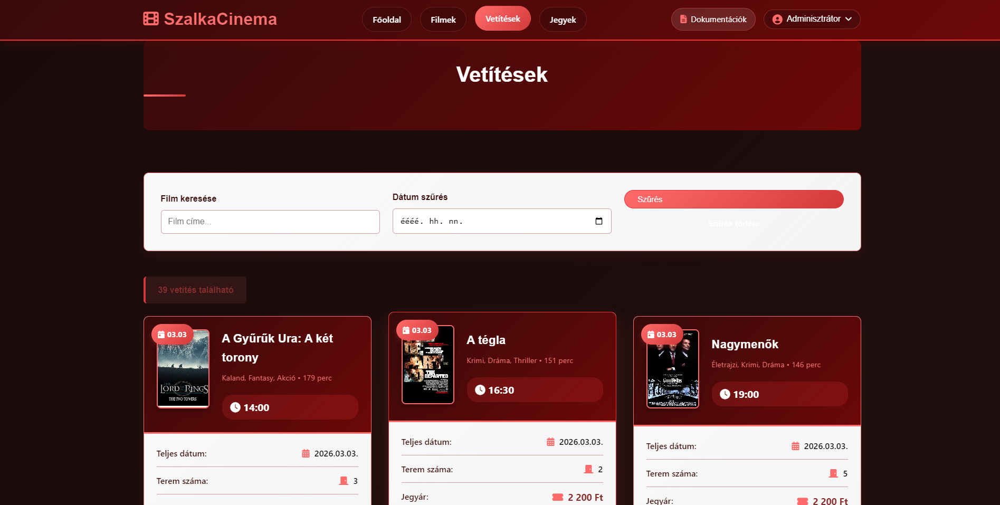 SzalkaCinema
Főoldal
Filmek
Vetítések
Jegyek
Dokumentációk
Adminisztrátor
Vetítések
Film keresése
Film címe...
Dátum szűrés
éééé. hh. nn.
Szűrés
Szűrők törlése
39 vetítés található
03.03
THE
LORD OF THE RINGS
THE TWO TOWERS
A Gyűrűk Ura: A két
torony
Kaland, Fantasy, Akció • 179 perc
14:00
Teljes dátum:
2026.03.03.
Terem száma:
3
03.03
THE
DEPARTED
A tégla
Krimi, Dráma, Thriller • 151 perc
16:30
Teljes dátum:
2026.03.03.
Terem száma:
2
Jegyár:
2 200 Ft
03.03
GoodFellas
Nagymenők
Életrajzi, Krimi, Dráma • 146 perc
19:00
Teljes dátum:
2026.03.03.
Terem száma:
5
Jegyár:
2 200 Ft